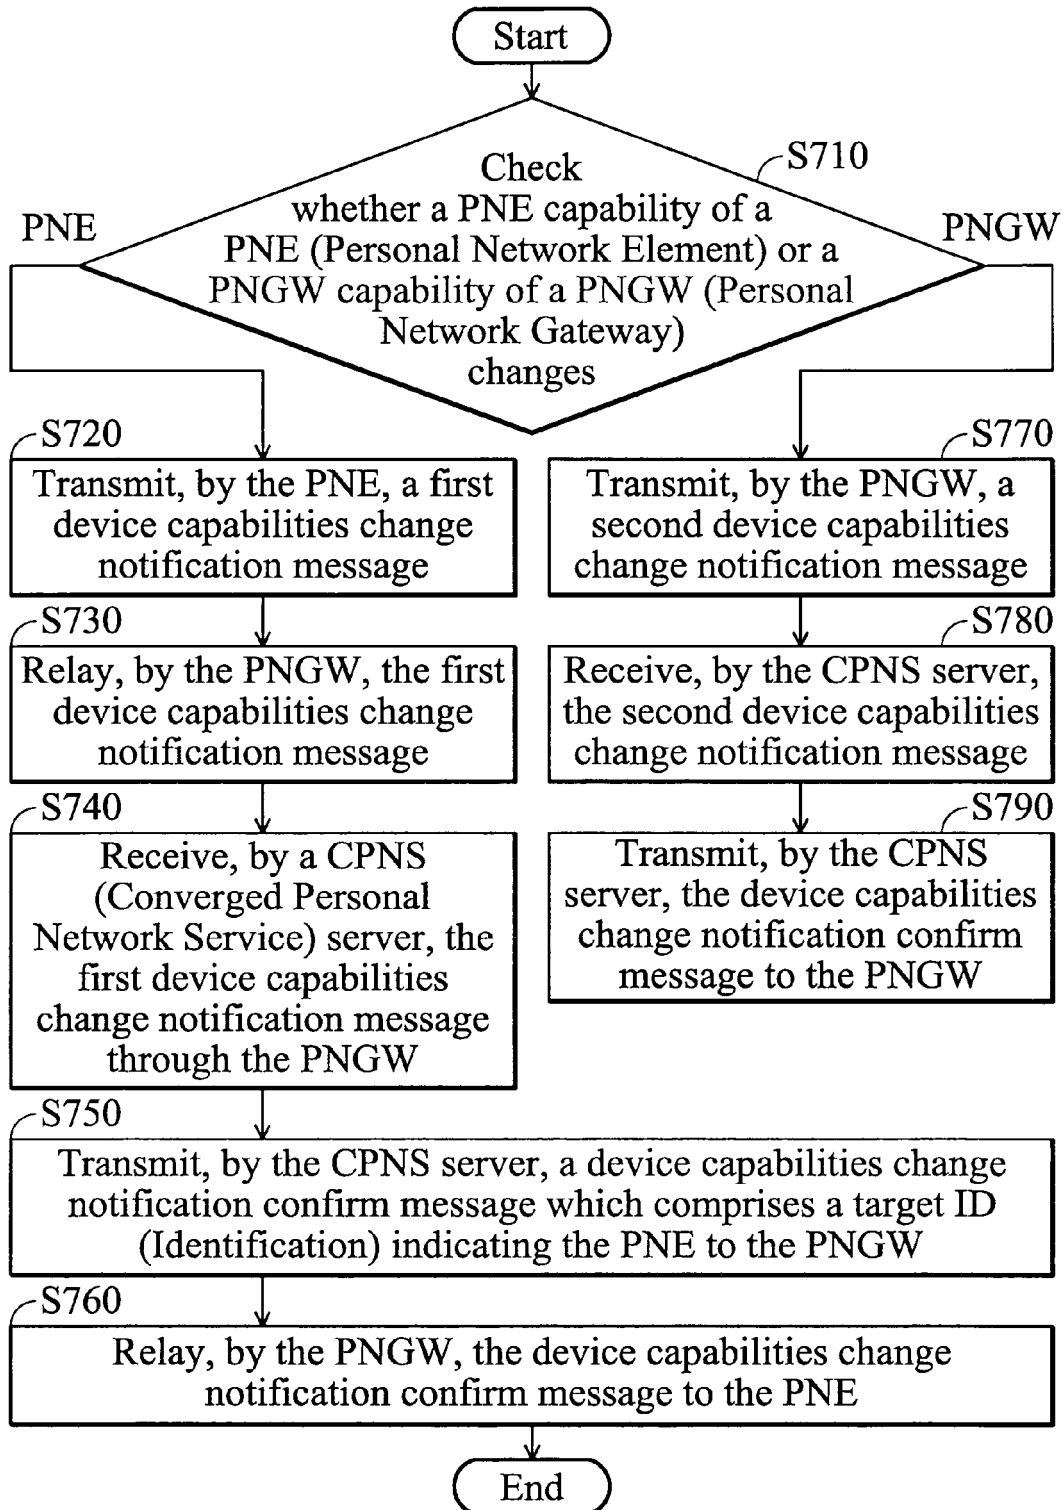 Start
S710
Check
whether a PNE capability of a
PNE (Personal Network Element) or a
PNGW capability of a PNGW (Personal
Network Gateway)
changes
PNE
PNGW
S720
Transmit, by the PNE, a first
device capabilities change
notification message
S730
Relay, by the PNGW, the first
device capabilities change
notification message
S740
Receive, by a CPNS
(Converged Personal
Network Service) server, the
first device capabilities
change notification message
through the PNGW
S770
Transmit, by the PNGW, a
second device capabilities
change notification message
S780
Receive, by the CPNS server,
the second device capabilities
change notification message
S790
Transmit, by the CPNS
server, the device capabilities
change notification confirm
message to the PNGW
S750
Transmit, by the CPNS server, a device capabilities change
notification confirm message which comprises a target ID
(Identification) indicating the PNE to the PNGW
S760
Relay, by the PNGW, the device capabilities change
notification confirm message to the PNE
End